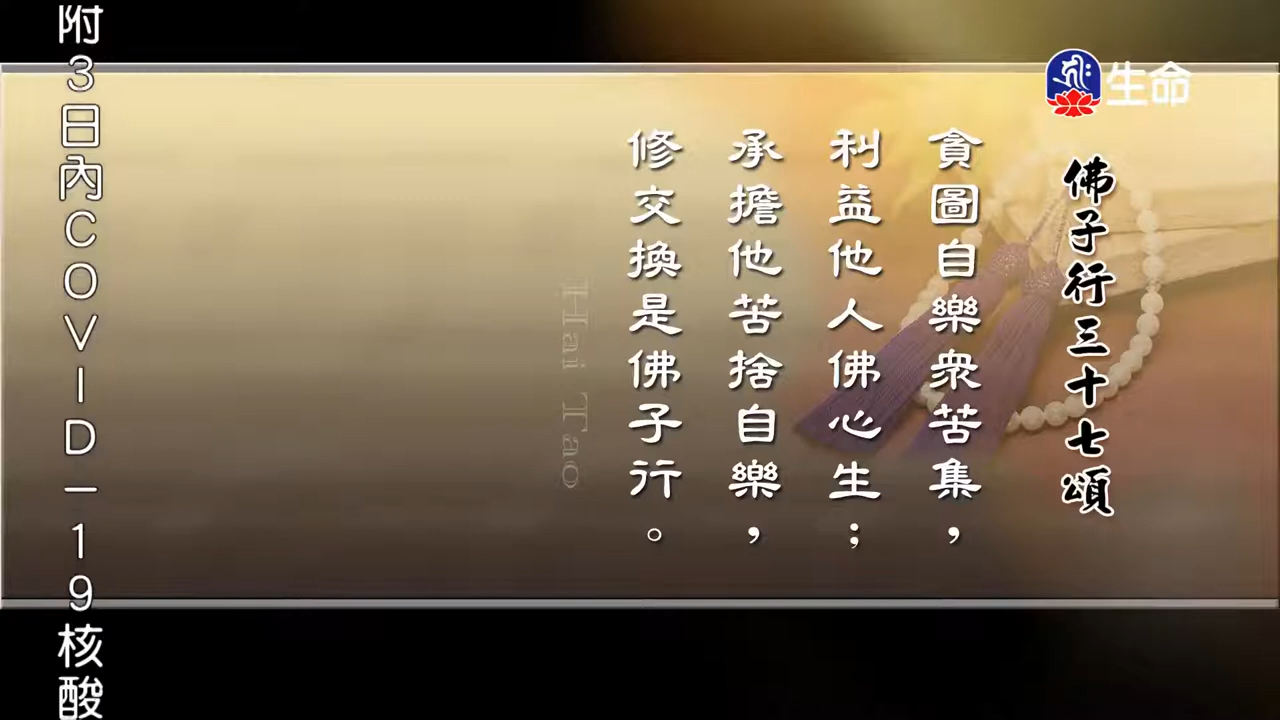 生命
佛子行三十七頌
貪圖自樂衆苦集，
利益他人佛心生；
承擔他苦捨自樂，
修交換是佛子行。
Hai Tao
附3日內COVID－19核酸